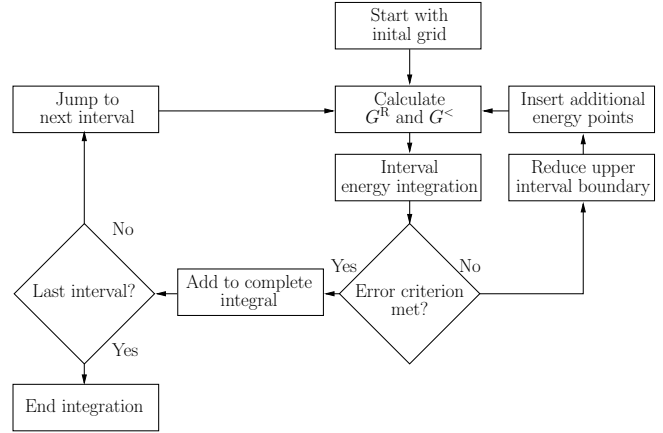 Start with
inital grid
Jump to
next interval
Calculate
G^R and G^<
Insert additional
energy points
Interval
energy integration
Reduce upper
interval boundary
No
Yes
No
Last interval?
Add to complete
integral
Error criterion
met?
Yes
End integration